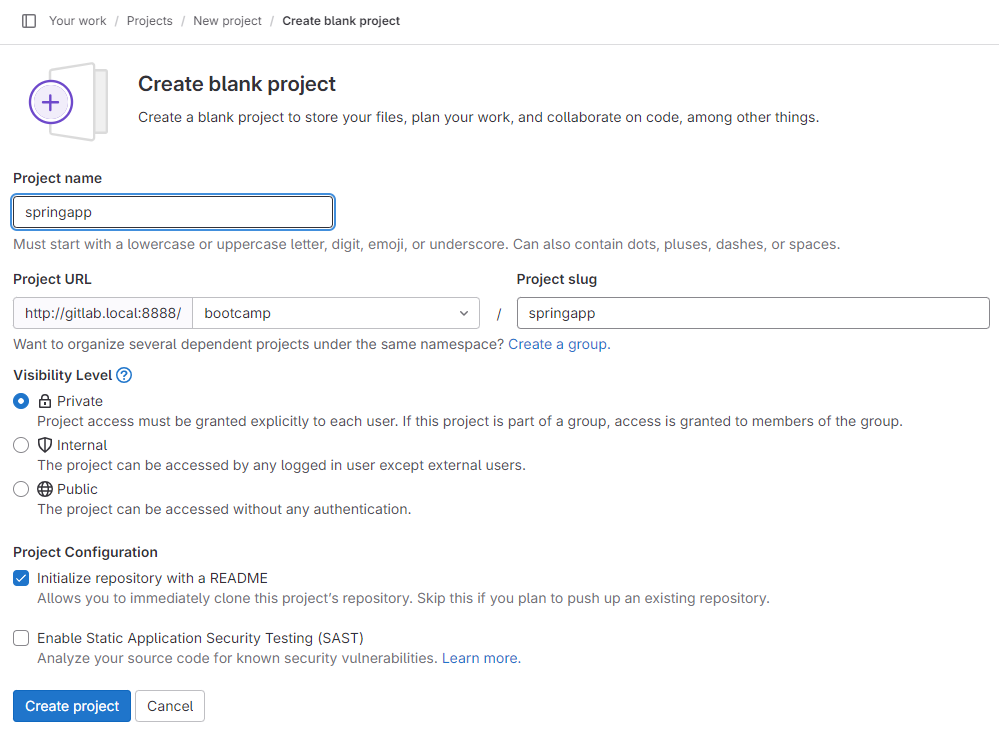 Your work / Projects / New project / Create blank project
Create blank project
Create a blank project to store your files, plan your work, and collaborate on code, among other things.
Project name
springapp
Must start with a lowercase or uppercase letter, digit, emoji, or underscore. Can also contain dots, pluses, dashes, or spaces.
Project URL
Project slug
http://gitlab.local:8888/ bootcamp / springapp
Want to organize several dependent projects under the same namespace? Create a group.
Visibility Level ?
Private
Project access must be granted explicitly to each user. If this project is part of a group, access is granted to members of the group.
Internal
The project can be accessed by any logged in user except external users.
Public
The project can be accessed without any authentication.
Project Configuration
Initialize repository with a README
Allows you to immediately clone this project's repository. Skip this if you plan to push up an existing repository.
Enable Static Application Security Testing (SAST)
Analyze your source code for known security vulnerabilities. Learn more.
Create project Cancel